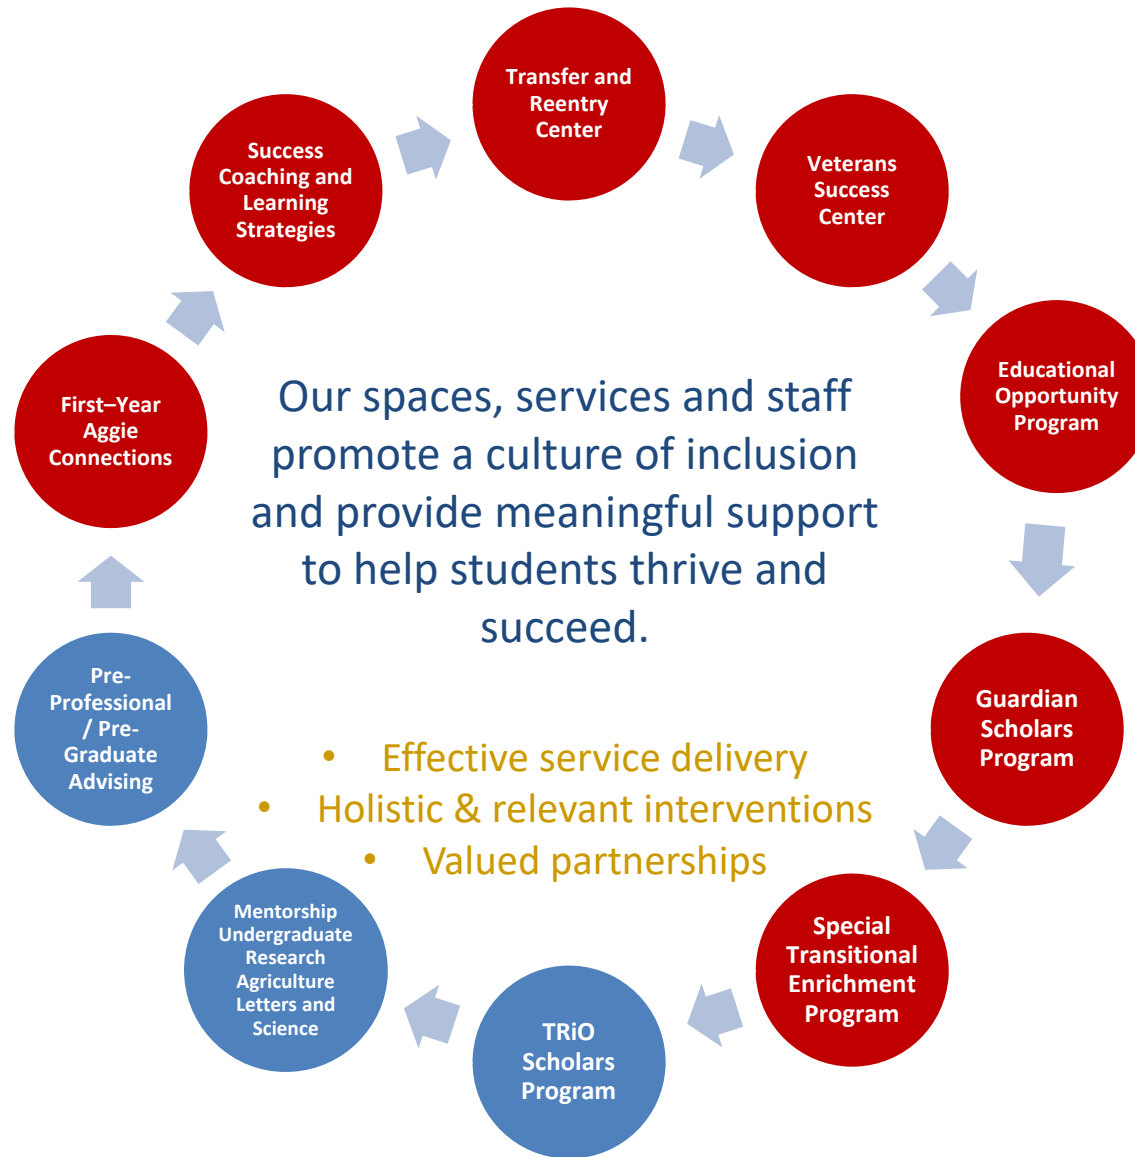 Transfer and
Reentry
Center
Veterans
Success
Center
Educational
Opportunity
Program
Guardian
Scholars
Program
Special
Transitional
Enrichment
Program
TRiO
Scholars
Program
Mentorship
Undergraduate
Research
Agriculture
Letters and
Science
Pre-
Professional
/ Pre-
Graduate
Advising
First–Year
Aggie
Connections
Success
Coaching and
Learning
Strategies
Our spaces, services and staff
promote a culture of inclusion
and provide meaningful support
to help students thrive and
succeed.
• Effective service delivery
• Holistic & relevant interventions
• Valued partnerships